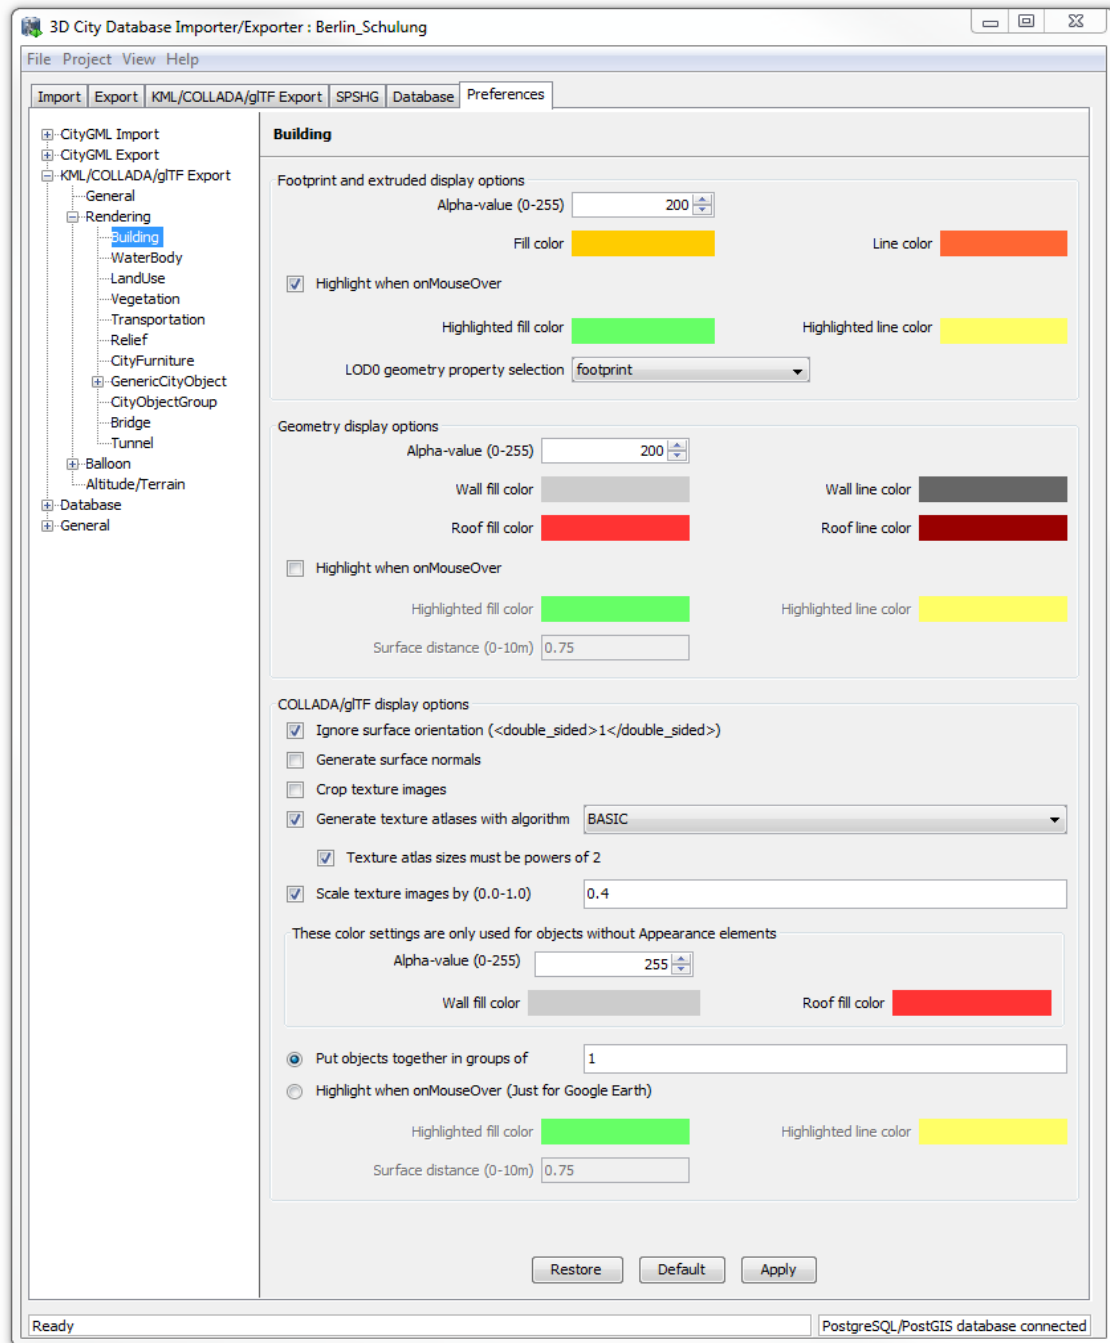 3D City Database Importer/Exporter : Berlin_Schulung
File Project View Help
Import Export KML/COLLADA/glTF Export SPSHG Database Preferences
CityGML Import
CityGML Export
KML/COLLADA/glTF Export
General
Rendering
Building
WaterBody
LandUse
Vegetation
Transportation
Relief
CityFurniture
GenericCityObject
CityObjectGroup
Bridge
Tunnel
Balloon
Altitude/Terrain
Database
General
Building
Footprint and extruded display options
Alpha-value (0-255) 200
Fill color Line color
Highlight when onMouseOver
Highlighted fill color Highlighted line color
LOD0 geometry property selection footprint
Geometry display options
Alpha-value (0-255) 200
Wall fill color Wall line color
Roof fill color Roof line color
Highlight when onMouseOver
Highlighted fill color Highlighted line color
Surface distance (0-10m) 0.75
COLLADA/glTF display options
Ignore surface orientation (<double_sided>1</double_sided>)
Generate surface normals
Crop texture images
Generate texture atlases with algorithm BASIC
Texture atlas sizes must be powers of 2
Scale texture images by (0.0-1.0) 0.4
These color settings are only used for objects without Appearance elements
Alpha-value (0-255) 255
Wall fill color Roof fill color
Put objects together in groups of 1
Highlight when onMouseOver (Just for Google Earth)
Highlighted fill color Highlighted line color
Surface distance (0-10m) 0.75
Restore Default Apply
Ready PostgreSQL/PostGIS database connected